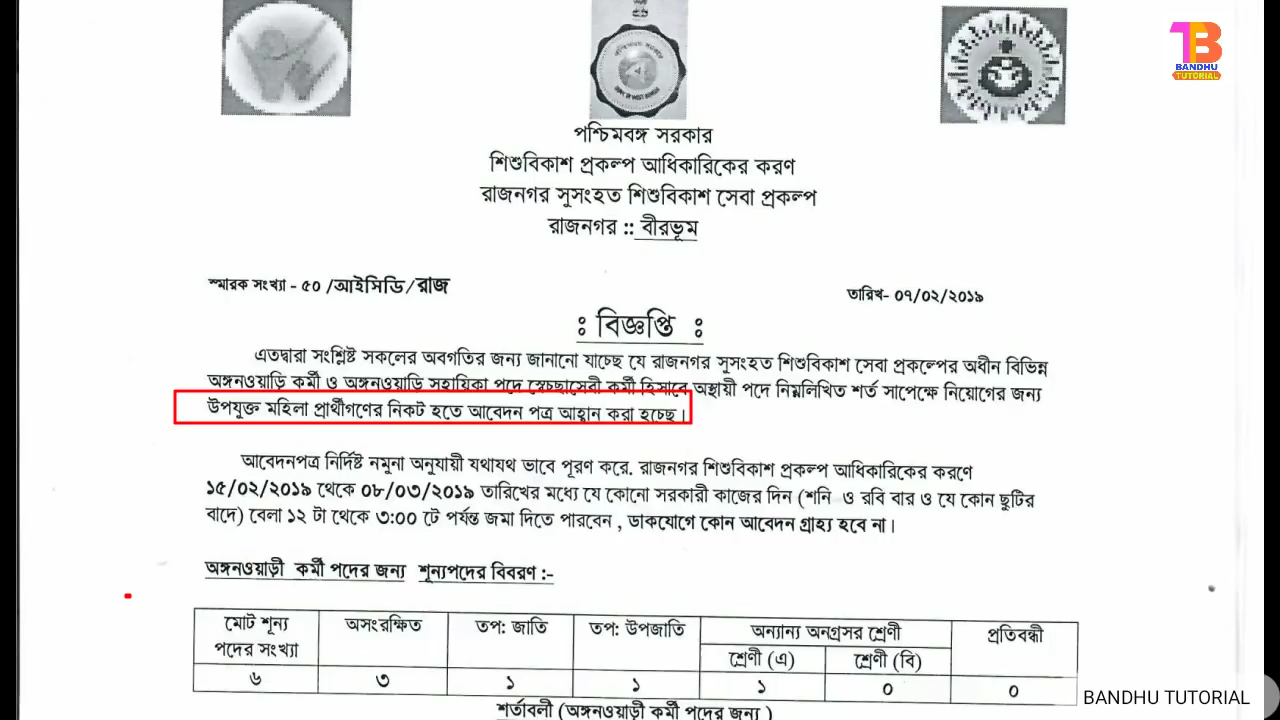 BANDHU
TUTORIAL
পশ্চিমবঙ্গ সরকার
শিশুবিকাশ প্রকল্প আধিকারিকের করণ
রাজনগর সুসংহত শিশুবিকাশ সেবা প্রকল্প
রাজনগর :: বীরভূম
স্মারক সংখ্যা - ৫০ /আইসিডি/রাজ
তারিখ- ০৭/০২/২০১৯
: বিজ্ঞপ্তি :
এতদ্বারা সংশ্লিষ্ট সকলের অবগতির জন্য জানানো যাচ্ছে যে রাজনগর সুসংহত শিশুবিকাশ সেবা প্রকল্পের অধীন বিভিন্ন
অঙ্গনওয়াড়ি কর্মী ও অঙ্গনওয়াডি সহায়িকা পদে স্বেচ্ছাসেবী কর্মী হিসাবে অস্থায়ী পদে নিম্নলিখিত শর্ত সাপেক্ষে নিয়োগের জন্য
উপযুক্ত মহিলা প্রার্থীগণের নিকট হতে আবেদন পত্র আহ্বান করা হচ্ছে।
আবেদনপত্র নির্দিষ্ট নমুনা অনুযায়ী যথাযথ ভাবে পূরণ করে. রাজনগর শিশুবিকাশ প্রকল্প আধিকারিকের করণে
১৫/০২/২০১৯ থেকে ০৮/০৩/২০১৯ তারিখের মধ্যে যে কোনো সরকারী কাজের দিন (শনি ও রবি বার ও যে কোন ছুটির
বাদে) বেলা ১২ টা থেকে ৩:00 টে পর্যন্ত জমা দিতে পারবেন , ডাকযোগে কোন আবেদন গ্রাহ্য হবে না।
অঙ্গনওয়াড়ী কর্মী পদের জন্য শূন্যপদের বিবরণ :-
মোট শূন্য পদের সংখ্যা অসংরক্ষিত তপ: জাতি তপ: উপজাতি অন্যান্য অনগ্রসর শ্রেণী প্রতিবন্ধী
শ্রেণী (এ) শ্রেণী (বি)
৬ ৩ ১ ১ ১ ০ ০
শর্তাবলী (অঙ্গনওয়াড়ী কর্মী পদের জন্য )
BANDHU TUTORIAL